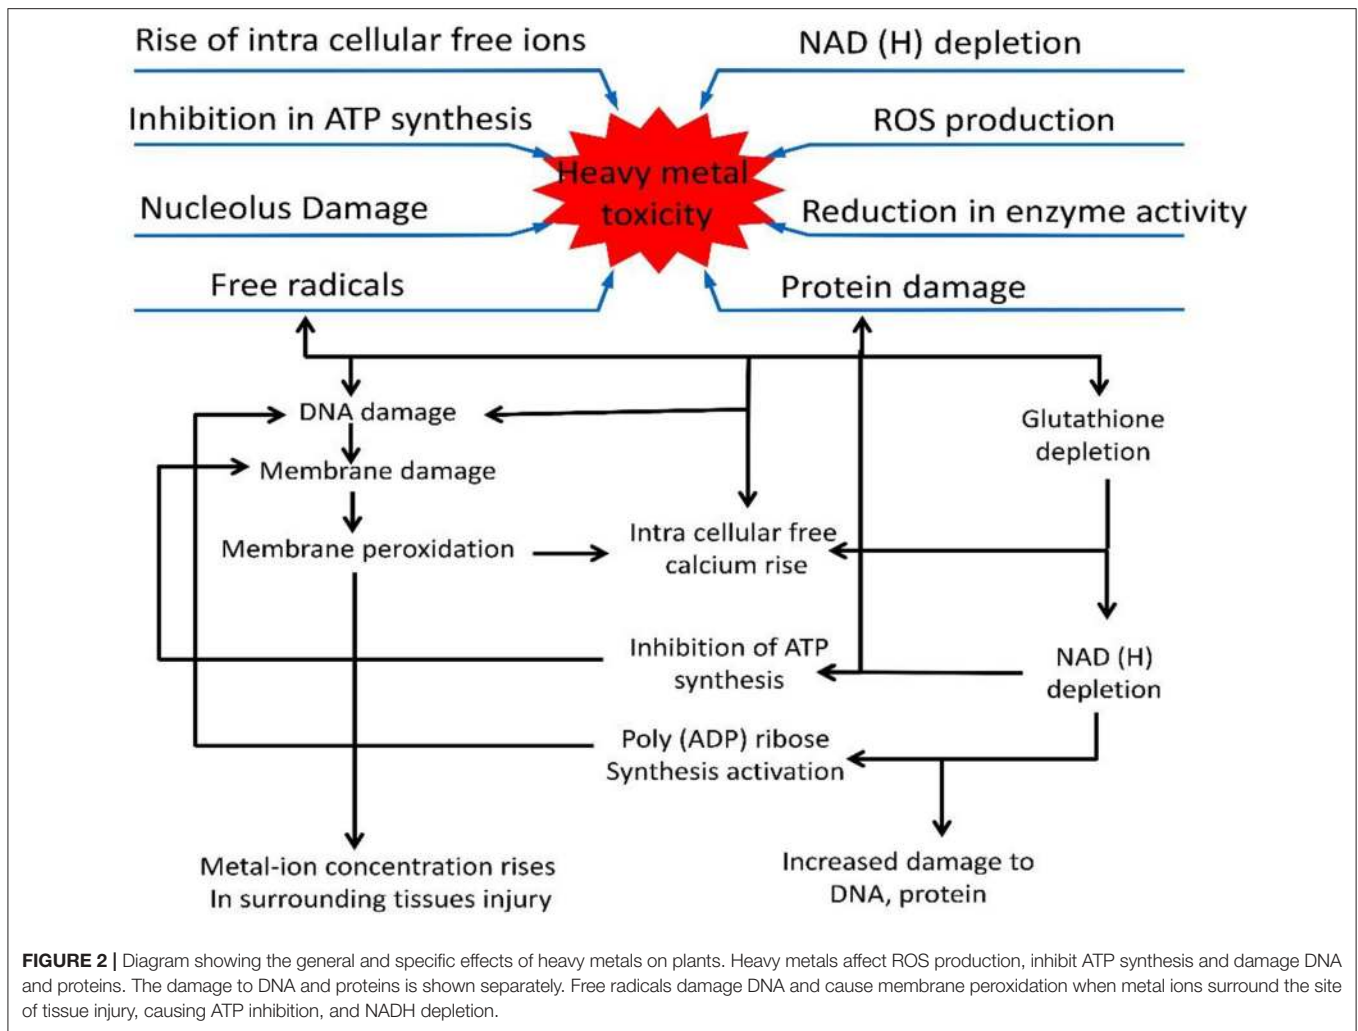 Rise of intra cellular free ions
NAD (H) depletion
Inhibition in ATP synthesis
ROS production
Heavy metal
toxicity
Nucleolus Damage
Reduction in enzyme activity
Free radicals
Protein damage
DNA damage
Glutathione
depletion
Membrane damage
Membrane peroxidation
Intra cellular free
calcium rise
Inhibition of ATP
synthesis
NAD (H)
depletion
Poly (ADP) ribose
Synthesis activation
Metal-ion concentration rises
In surrounding tissues injury
Increased damage to
DNA, protein
FIGURE 2 | Diagram showing the general and specific effects of heavy metals on plants. Heavy metals affect ROS production, inhibit ATP synthesis and damage DNA
and proteins. The damage to DNA and proteins is shown separately. Free radicals damage DNA and cause membrane peroxidation when metal ions surround the site
of tissue injury, causing ATP inhibition, and NADH depletion.